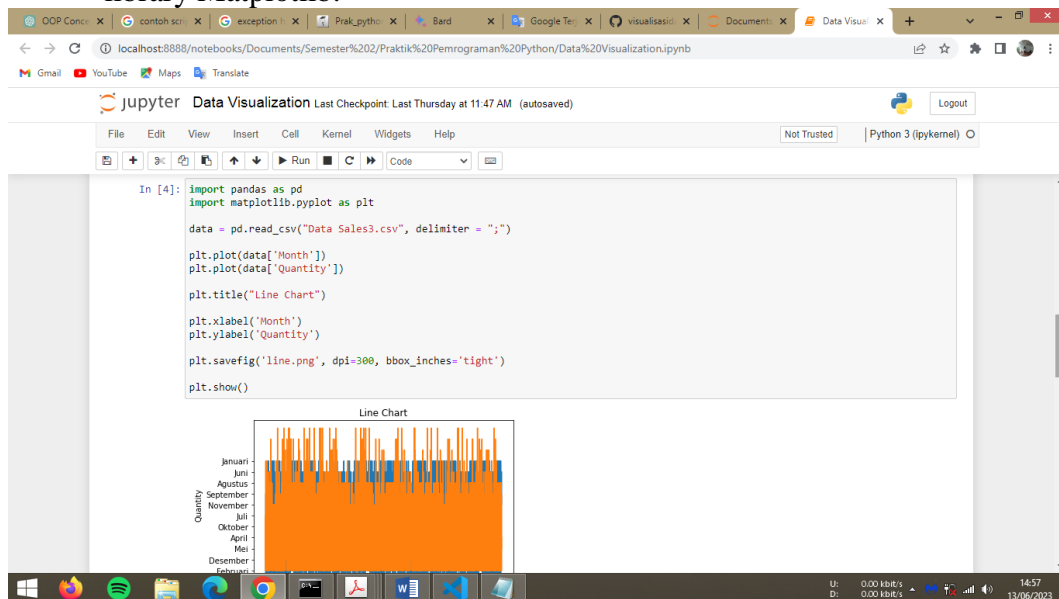 library Matplotlib.
OOP Conce
contoh scri
exception h
Prak_pytho
Bard
Google Ter
visualisasid
Documents
Data Visual
localhost:8888/notebooks/Documents/Semester%202/Praktik%20Pemrograman%20Python/Data%20Visualization.ipynb
Gmail YouTube Maps Translate
jupyter Data Visualization Last Checkpoint: Last Thursday at 11:47 AM (autosaved)
Logout
File Edit View Insert Cell Kernel Widgets Help
Not Trusted Python 3 (ipykernel)
Run Code
In [4]: import pandas as pd
import matplotlib.pyplot as plt
data = pd.read_csv("Data Sales3.csv", delimiter = ";")
plt.plot(data['Month'])
plt.plot(data['Quantity'])
plt.title("Line Chart")
plt.xlabel('Month')
plt.ylabel('Quantity')
plt.savefig('line.png', dpi=300, bbox_inches='tight')
plt.show()
Line Chart
Quantity
Januari
Juni
Agustus
September
November
Juli
Oktober
April
Mei
Desember
Februari
U: 0.00 kbit/s
D: 0.00 kbit/s
14:57
13/06/2023